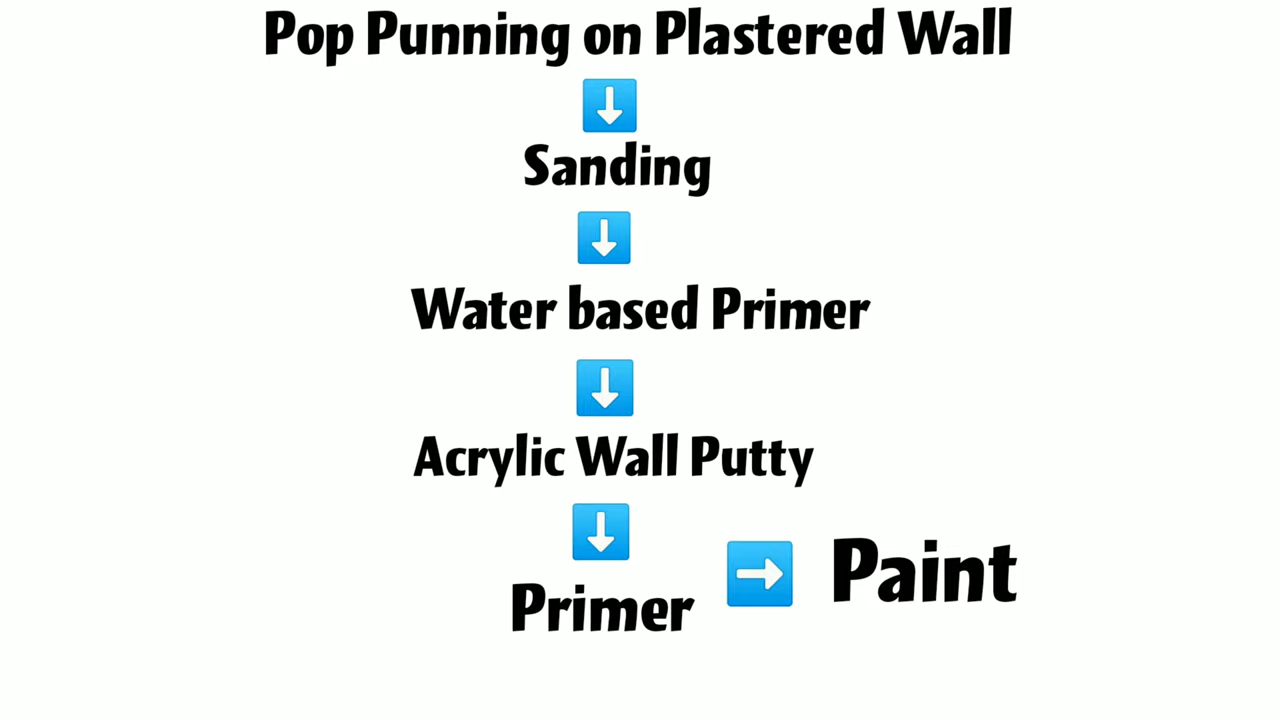 Pop Punning on Plastered Wall
Sanding
Water based Primer
Acrylic Wall Putty
Primer
Paint